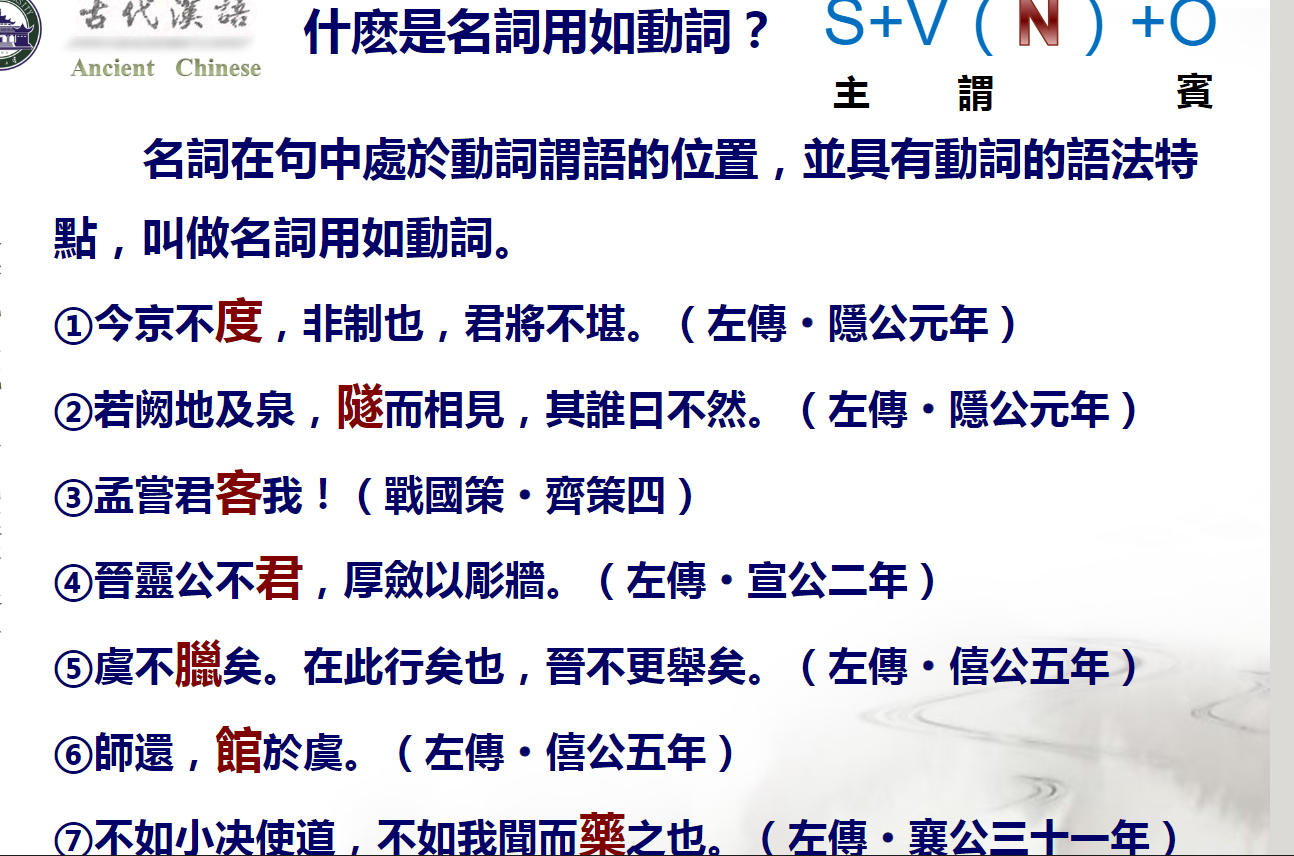 古代漢語
Ancient Chinese
什麽是名詞用如動詞？
S+V（N）+O
主 謂 賓
名詞在句中處於動詞謂語的位置，並具有動詞的語法特
點，叫做名詞用如動詞。
①今京不度，非制也，君將不堪。（左傳·隱公元年）
②若阙地及泉，隧而相見，其誰曰不然。（左傳·隱公元年）
③孟嘗君客我！（戰國策·齊策四）
④晉靈公不君，厚斂以彫牆。（左傳·宣公二年）
⑤虞不臘矣。在此行矣也，晉不更舉矣。（左傳·僖公五年）
⑥師還，館於虞。（左傳·僖公五年）
⑦不如小决使道，不如我聞而藥之也。（左傳·襄公三十一年）